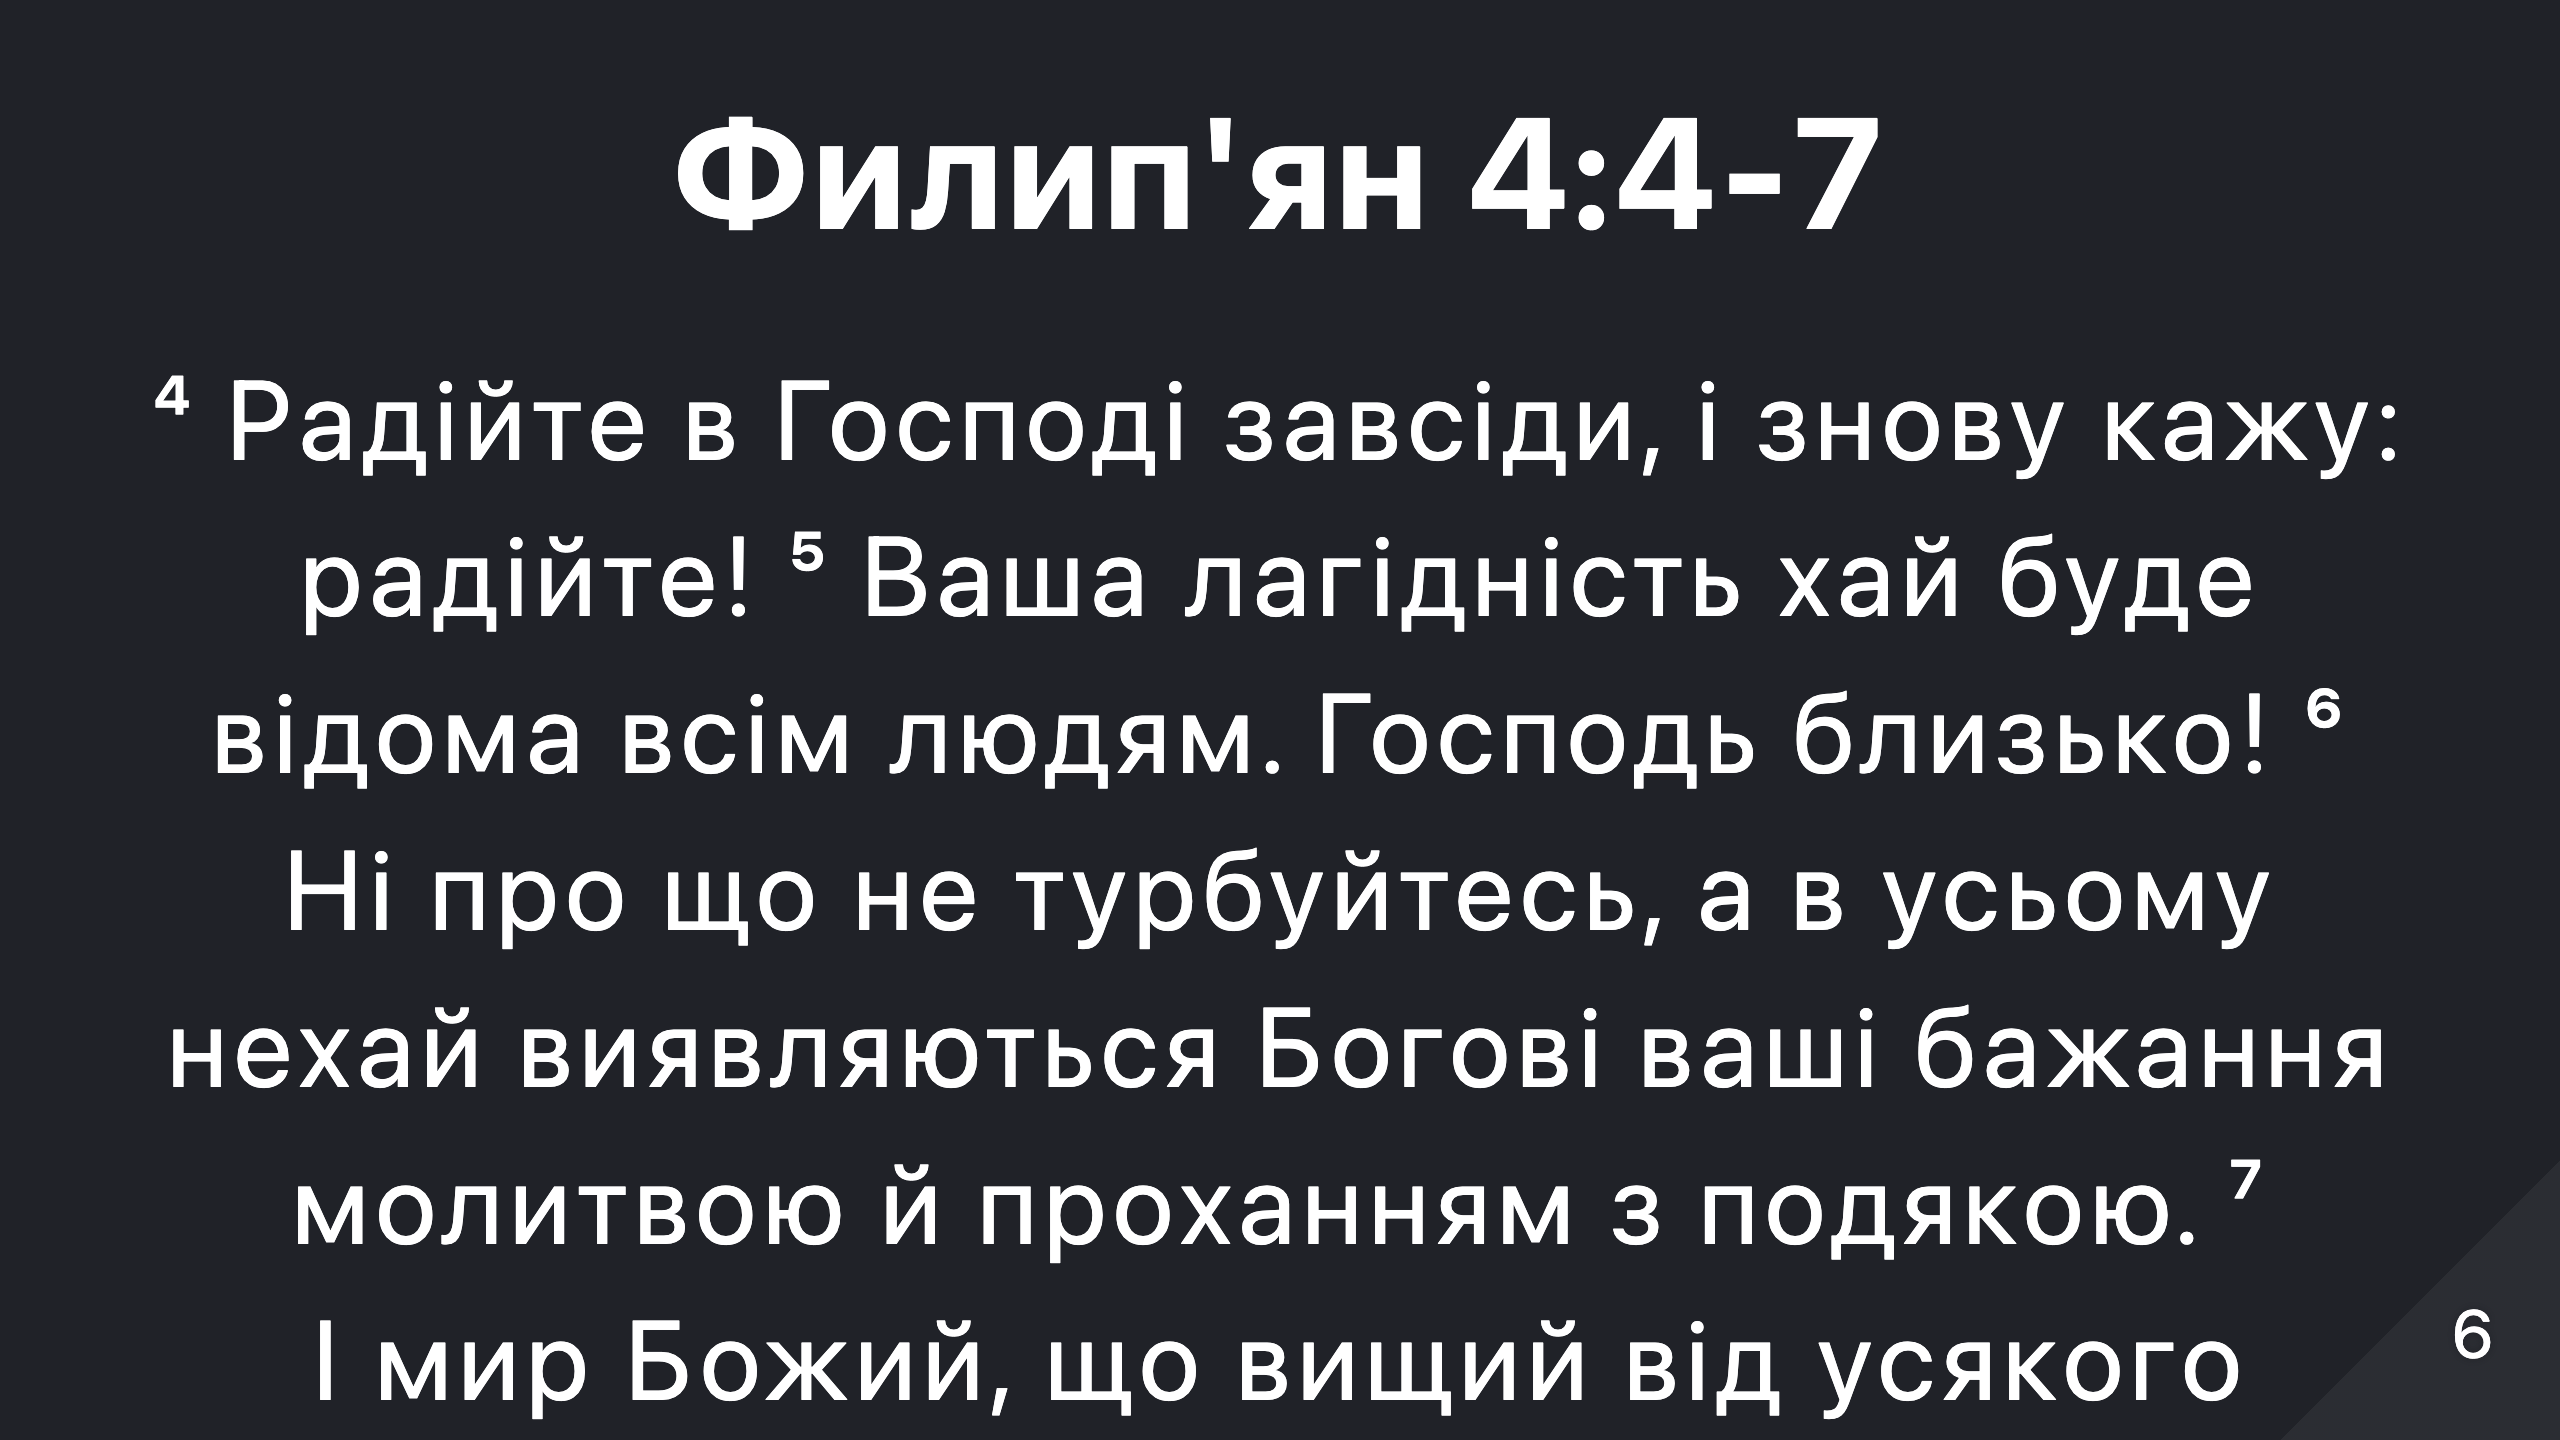 Филип'ян 4:4-7
⁴ Радійте в Господі завсіди, і знову кажу:
радійте! ⁵ Ваша лагідність хай буде
відома всім людям. Господь близько! ⁶
Ні про що не турбуйтесь, а в усьому
нехай виявляються Богові ваші бажання
молитвою й проханням з подякою. ⁷
І мир Божий, що вищий від усякого
6